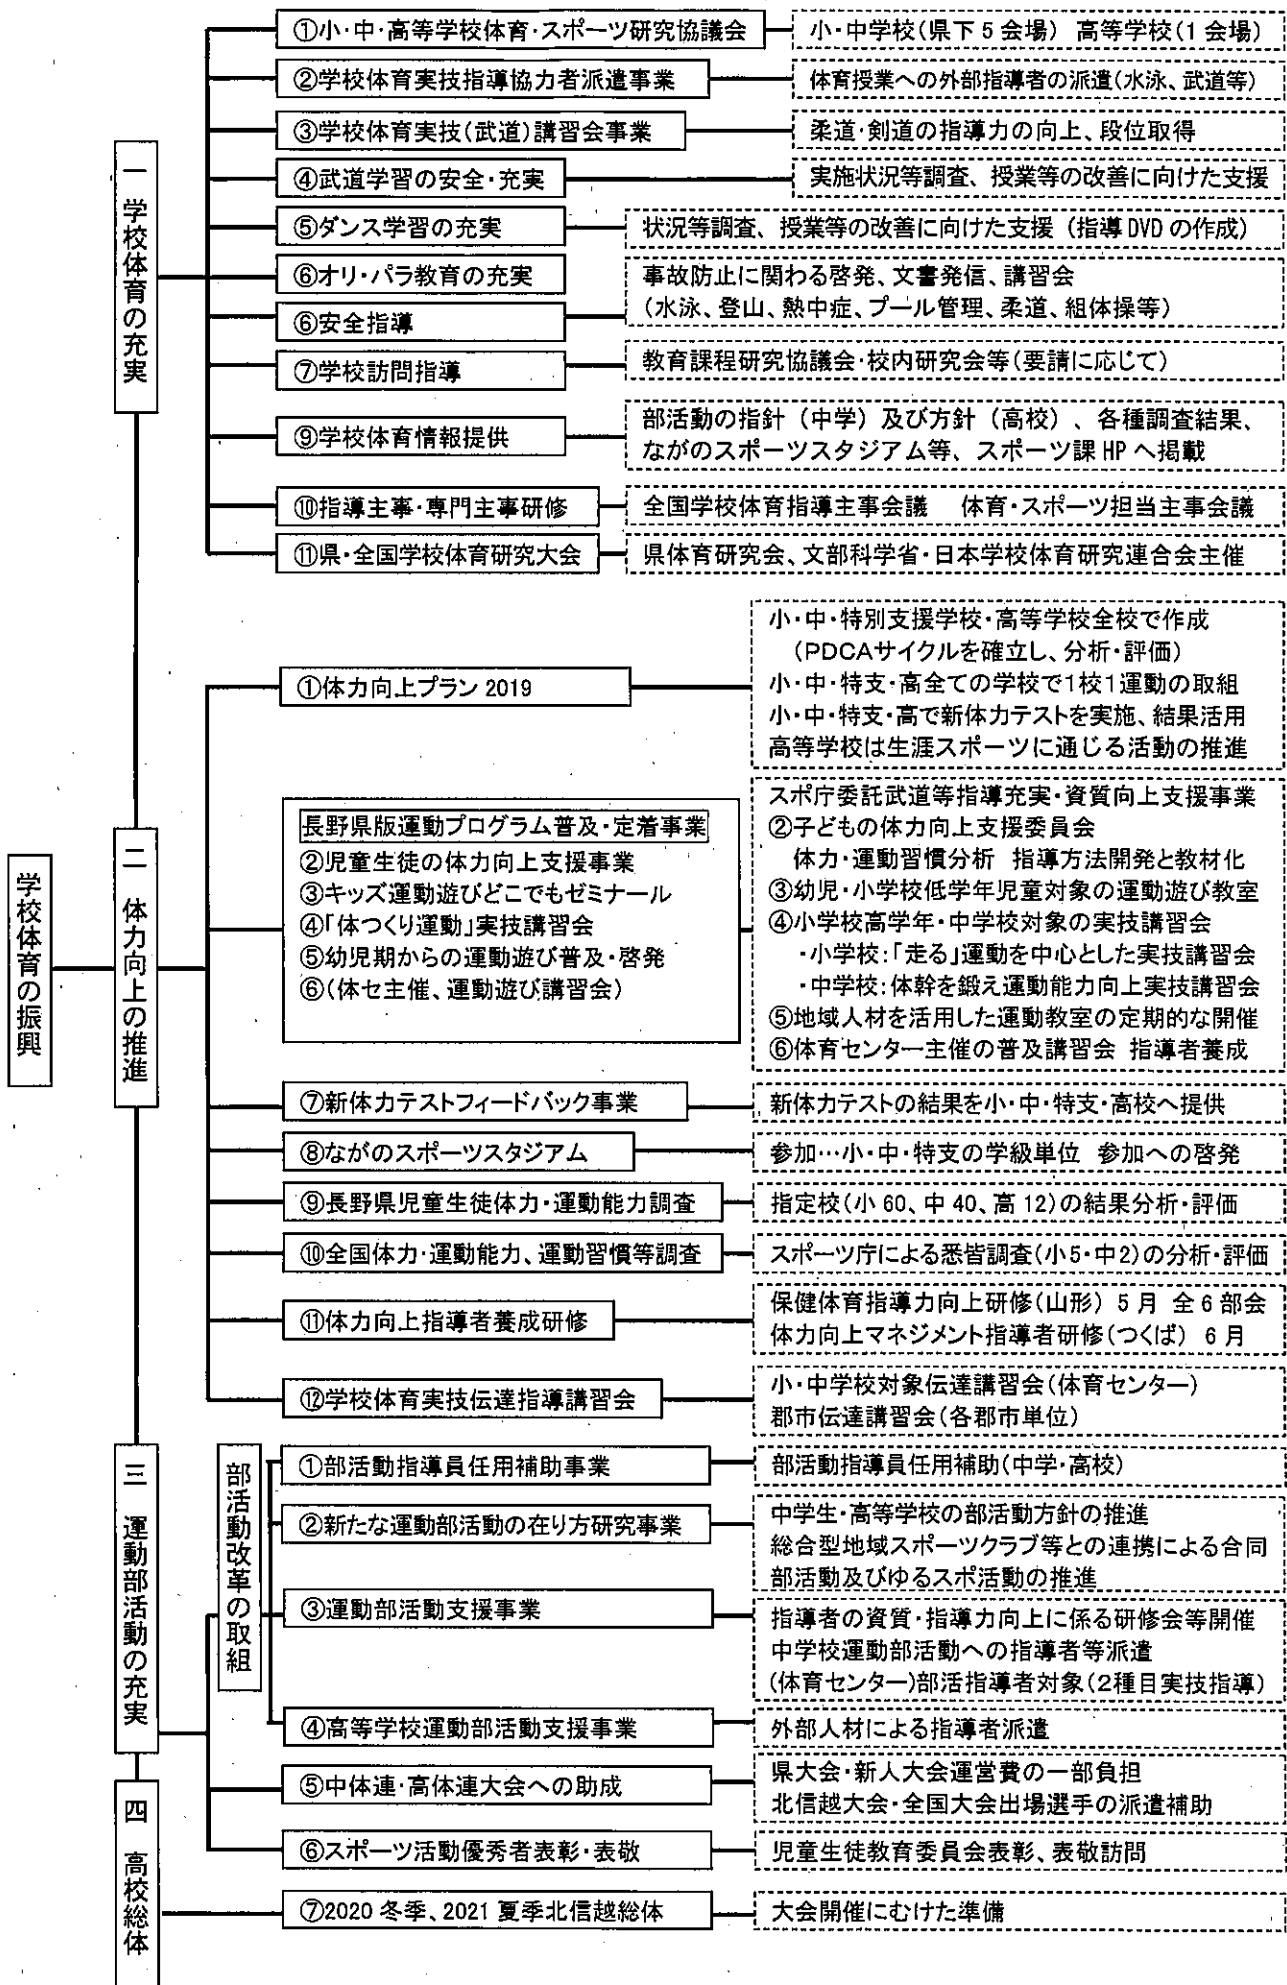 学校体育の振興
一 学校体育の充実
①小・中・高等学校体育・スポーツ研究協議会
小・中学校(県下5会場) 高等学校(1会場)
②学校体育実技指導協力者派遣事業
体育授業への外部指導者の派遣(水泳、武道等)
③学校体育実技(武道)講習会事業
柔道・剣道の指導力の向上、段位取得
④武道学習の安全・充実
実施状況等調査、授業等の改善に向けた支援
⑤ダンス学習の充実
状況等調査、授業等の改善に向けた支援(指導DVDの作成)
⑥オリ・パラ教育の充実
⑥安全指導
事故防止に関わる啓発、文書発信、講習会
(水泳、登山、熱中症、プール管理、柔道、組体操等)
⑦学校訪問指導
教育課程研究協議会・校内研究会等(要請に応じて)
⑨学校体育情報提供
部活動の指針(中学)及び方針(高校)、各種調査結果、
ながのスポーツスタジアム等、スポーツ課HPへ掲載
⑩指導主事・専門主事研修
全国学校体育指導主事会議 体育・スポーツ担当主事会議
⑪県・全国学校体育研究大会
県体育研究会、文部科学省・日本学校体育研究連合会主催
二 体力向上の推進
①体力向上プラン2019
小・中・特別支援学校・高等学校全校で作成
(PDCAサイクルを確立し、分析・評価)
小・中・特支・高全ての学校で1校1運動の取組
小・中・特支・高で新体力テストを実施、結果活用
高等学校は生涯スポーツに通じる活動の推進
長野県版運動プログラム普及・定着事業
②児童生徒の体力向上支援事業
③キッズ運動遊びどこでもゼミナール
④「体つくり運動」実技講習会
⑤幼児期からの運動遊び普及・啓発
⑥(体セ主催、運動遊び講習会)
スポ庁委託武道等指導充実・資質向上支援事業
②子どもの体力向上支援委員会
体力・運動習慣分析 指導方法開発と教材化
③幼児・小学校低学年児童対象の運動遊び教室
④小学校高学年・中学校対象の実技講習会
・小学校:「走る」運動を中心とした実技講習会
・中学校:体幹を鍛え運動能力向上実技講習会
⑤地域人材を活用した運動教室の定期的な開催
⑥体育センター主催の普及講習会 指導者養成
⑦新体力テストフィードバック事業
新体力テストの結果を小・中・特支・高校へ提供
⑧ながのスポーツスタジアム
参加…小・中・特支の学級単位 参加への啓発
⑨長野県児童生徒体力・運動能力調査
指定校(小60、中40、高12)の結果分析・評価
⑩全国体力・運動能力、運動習慣等調査
スポーツ庁による悉皆調査(小5・中2)の分析・評価
⑪体力向上指導者養成研修
保健体育指導力向上研修(山形) 5月 全6部会
体力向上マネジメント指導者研修(つくば) 6月
⑫学校体育実技伝達指導講習会
小・中学校対象伝達講習会(体育センター)
郡市伝達講習会(各郡市単位)
三 運動部活動の充実
部活動改革の取組
①部活動指導員任用補助事業
部活動指導員任用補助(中学・高校)
②新たな運動部活動の在り方研究事業
中学生・高等学校の部活動方針の推進
総合型地域スポーツクラブ等との連携による合同
部活動及びゆるスポ活動の推進
③運動部活動支援事業
指導者の資質・指導力向上に係る研修会等開催
中学校運動部活動への指導者等派遣
(体育センター)部活指導者対象(2種目実技指導)
④高等学校運動部活動支援事業
外部人材による指導者派遣
⑤中体連・高体連大会への助成
県大会・新人大会運営費の一部負担
北信越大会・全国大会出場選手の派遣補助
⑥スポーツ活動優秀者表彰・表敬
児童生徒教育委員会表彰、表敬訪問
四 高校総体
⑦2020冬季、2021夏季北信越総体
大会開催にむけた準備